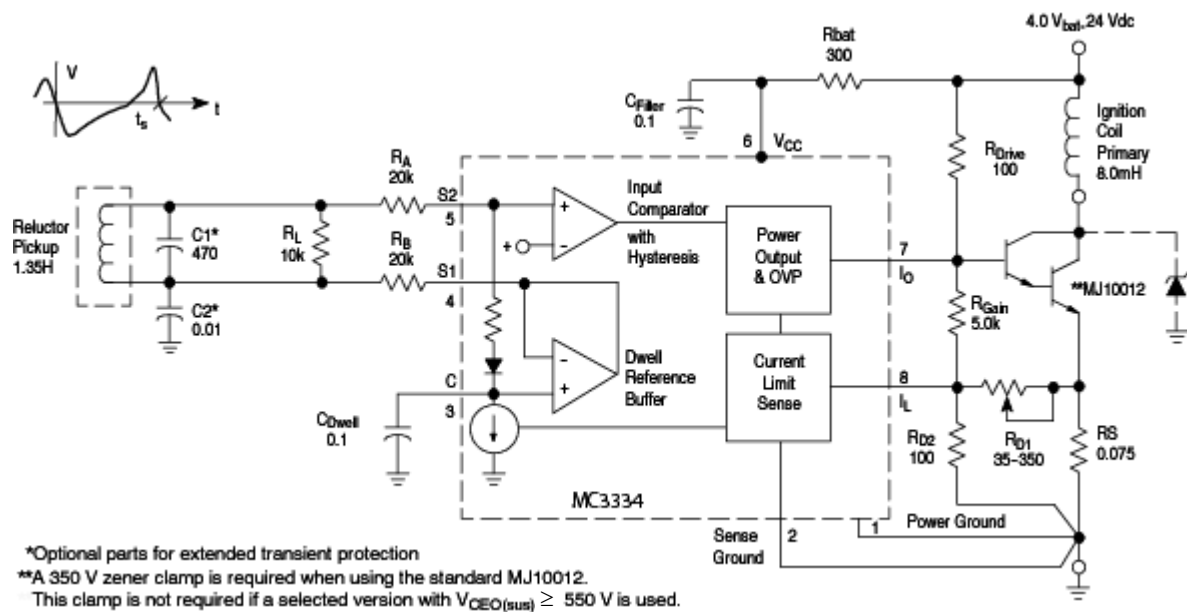 4.0 Vbat 24 Vdc
Rbat
300
V
t
ts
CFilter
0.1
6
VCC
RDrive
100
Ignition
Coil
Primary
8.0mH
RA
20k
S2
5
Input
Comparator
with
Hysteresis
+
−
+
Power
Output
& OVP
7
IO
Reluctor
Pickup
1.35H
C1*
470
RL
10k
RB
20k
S1
4
**MJ10012
C2*
0.01
RGain
5.0k
−
+
Dwell
Reference
Buffer
Current
Limit
Sense
8
IL
C
3
CDwell
0.1
RD2
100
RD1
35-350
RS
0.075
MC3334
Sense
Ground
2
1
Power Ground
*Optional parts for extended transient protection
**A 350 V zener clamp is required when using the standard MJ10012.
This clamp is not required if a selected version with VCEO(sus) ≥ 550 V is used.